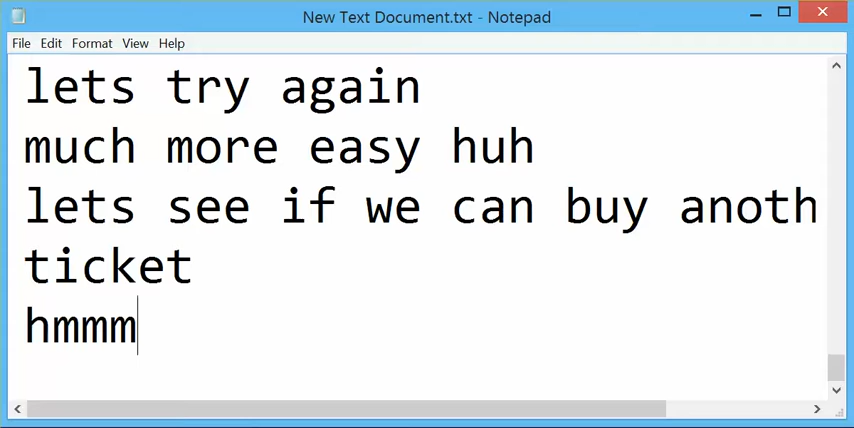 New Text Document.txt - Notepad
File Edit Format View Help
lets try again
much more easy huh
lets see if we can buy anoth
ticket
hmmm